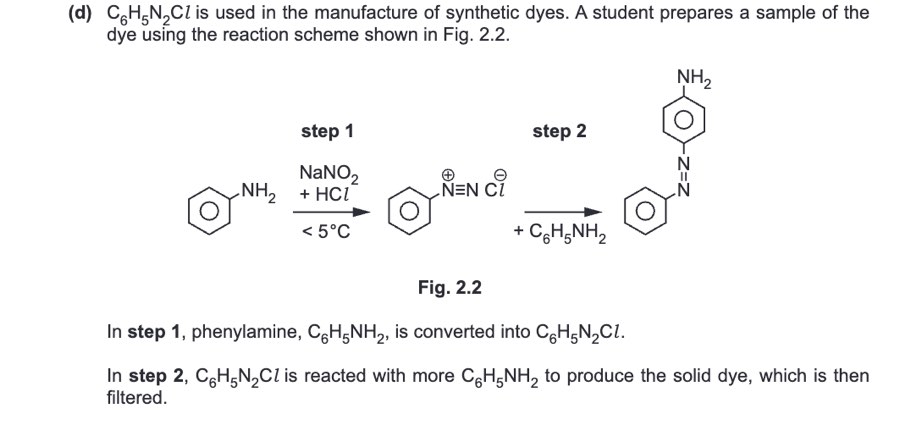 (d) C₆H₅N₂Cl is used in the manufacture of synthetic dyes. A student prepares a sample of the
dye using the reaction scheme shown in Fig. 2.2.
NH₂
step 1
step 2
NaNO₂
+ HCl
< 5°C
NH₂
⊕
N≡N
⊖
Cl
+ C₆H₅NH₂
N
=
N
Fig. 2.2
In step 1, phenylamine, C₆H₅NH₂, is converted into C₆H₅N₂Cl.
In step 2, C₆H₅N₂Cl is reacted with more C₆H₅NH₂ to produce the solid dye, which is then
filtered.